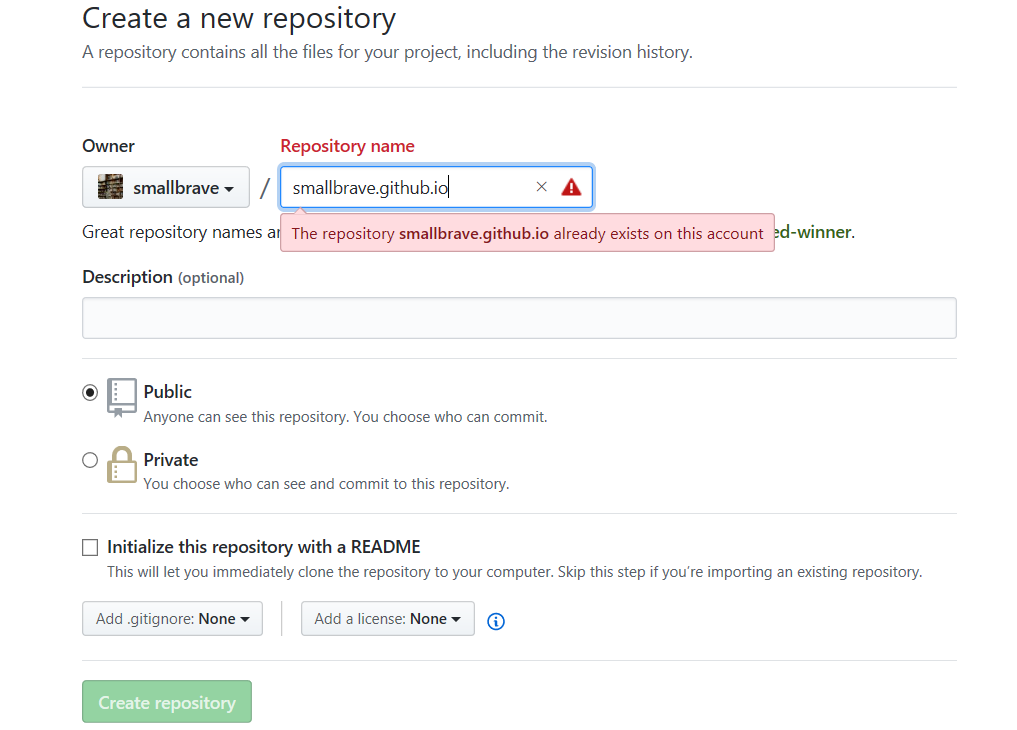 Create a new repository
A repository contains all the files for your project, including the revision history.
Owner
Repository name
smallbrave
/
smallbrave.github.io
Great repository names
The repository smallbrave.github.io already exists on this account
ed-winner.
Description (optional)
Public
Anyone can see this repository. You choose who can commit.
Private
You choose who can see and commit to this repository.
Initialize this repository with a README
This will let you immediately clone the repository to your computer. Skip this step if you’re importing an existing repository.
Add .gitignore: None
Add a license: None
Create repository